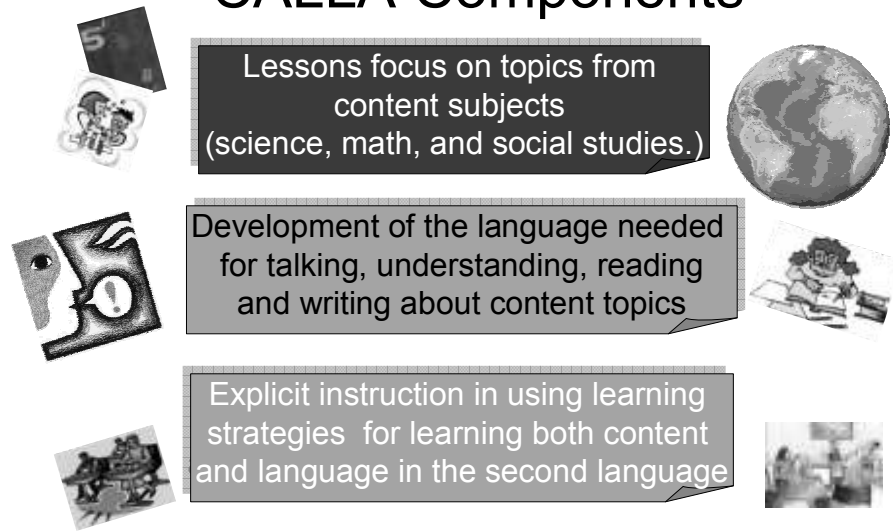 CALLA Components
Lessons focus on topics from
content subjects
(science, math, and social studies.)
Development of the language needed
for talking, understanding, reading
and writing about content topics
Explicit instruction in using learning
strategies for learning both content
and language in the second language
5
!